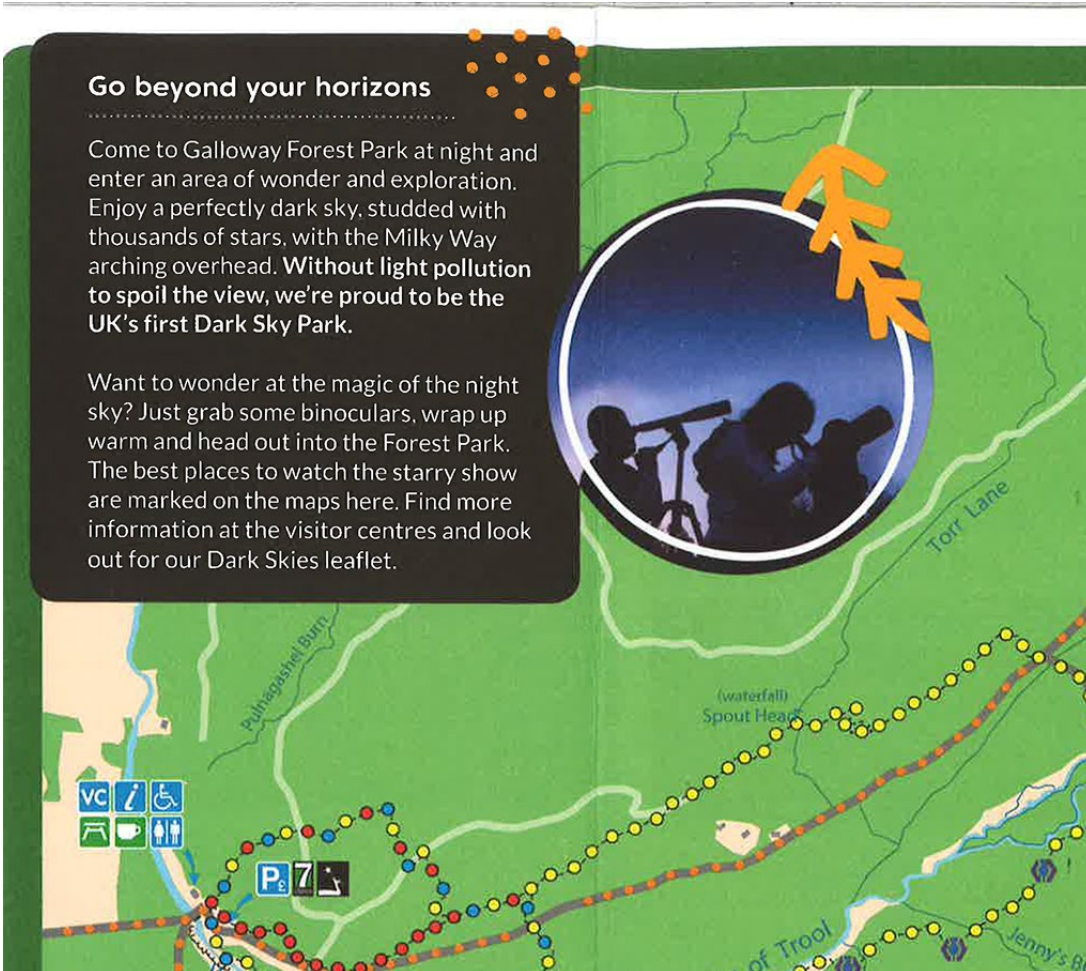 Go beyond your horizons
Come to Galloway Forest Park at night and
enter an area of wonder and exploration.
Enjoy a perfectly dark sky, studded with
thousands of stars, with the Milky Way
arching overhead. Without light pollution
to spoil the view, we're proud to be the
UK's first Dark Sky Park.
Want to wonder at the magic of the night
sky? Just grab some binoculars, wrap up
warm and head out into the Forest Park.
The best places to watch the starry show
are marked on the maps here. Find more
information at the visitor centres and look
out for our Dark Skies leaflet.
Torr Lane
Pulnagashel Burn
(waterfall)
Spout Head
VC i
P£ 7
of Trool
Jenny's